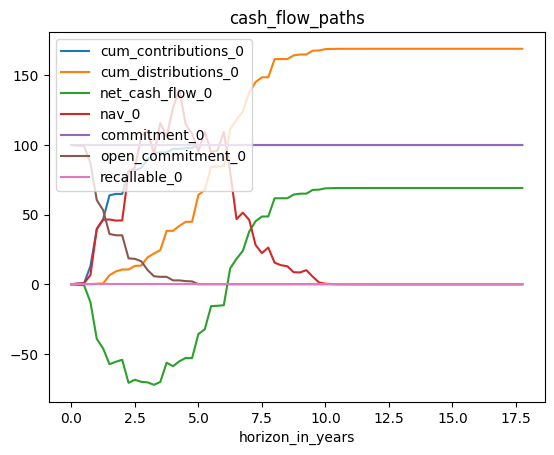 cash_flow_paths
cum_contributions_0
cum_distributions_0
net_cash_flow_0
nav_0
commitment_0
open_commitment_0
recallable_0
150
100
50
0
−50
0.0 2.5 5.0 7.5 10.0 12.5 15.0 17.5
horizon_in_years